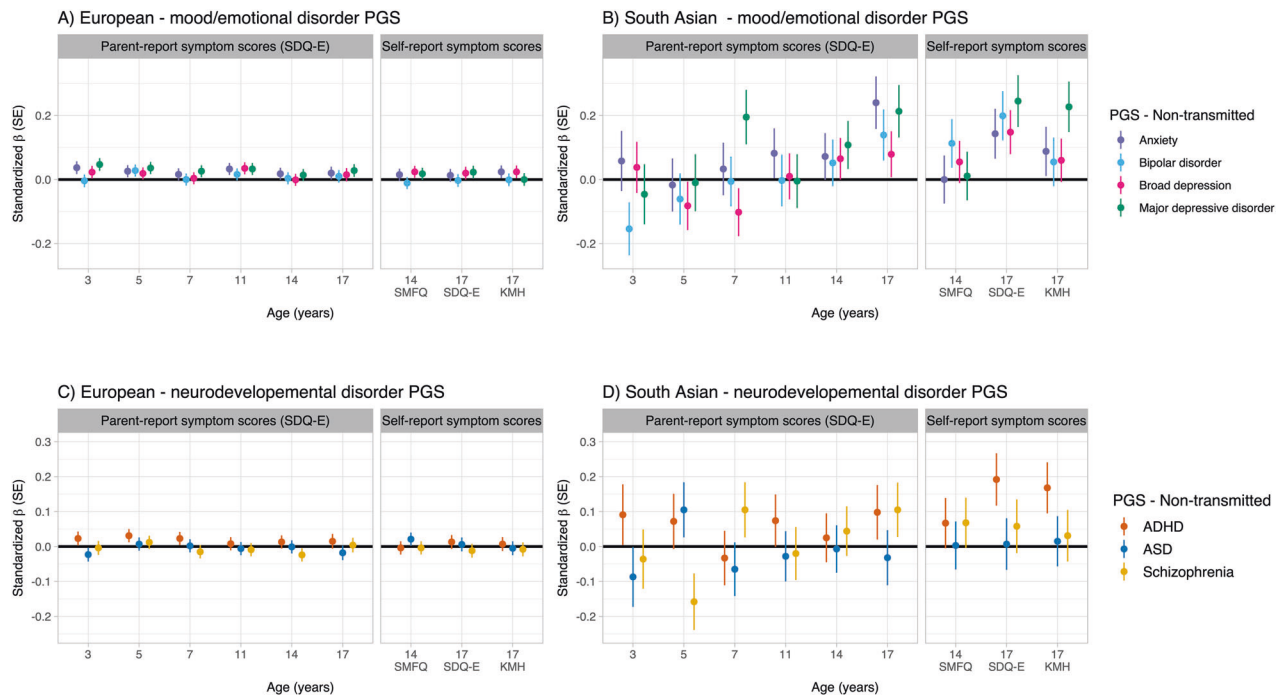 A) European - mood/emotional disorder PGS
Parent-report symptom scores (SDQ-E)
Self-report symptom scores
Standardized β (SE)
0.2
0.0
-0.2
3
5
7
11
14
17
14
SMFQ
17
SDQ-E
17
KMH
Age (years)
B) South Asian - mood/emotional disorder PGS
Parent-report symptom scores (SDQ-E)
Self-report symptom scores
Standardized β (SE)
0.2
0.0
-0.2
3
5
7
11
14
17
14
SMFQ
17
SDQ-E
17
KMH
Age (years)
PGS - Non-transmitted
Anxiety
Bipolar disorder
Broad depression
Major depressive disorder
C) European - neurodevelopemental disorder PGS
Parent-report symptom scores (SDQ-E)
Self-report symptom scores
Standardized β (SE)
0.3
0.2
0.1
0.0
-0.1
-0.2
3
5
7
11
14
17
14
SMFQ
17
SDQ-E
17
KMH
Age (years)
D) South Asian - neurodevelopemental disorder PGS
Parent-report symptom scores (SDQ-E)
Self-report symptom scores
Standardized β (SE)
0.3
0.2
0.1
0.0
-0.1
-0.2
3
5
7
11
14
17
14
SMFQ
17
SDQ-E
17
KMH
Age (years)
PGS - Non-transmitted
ADHD
ASD
Schizophrenia